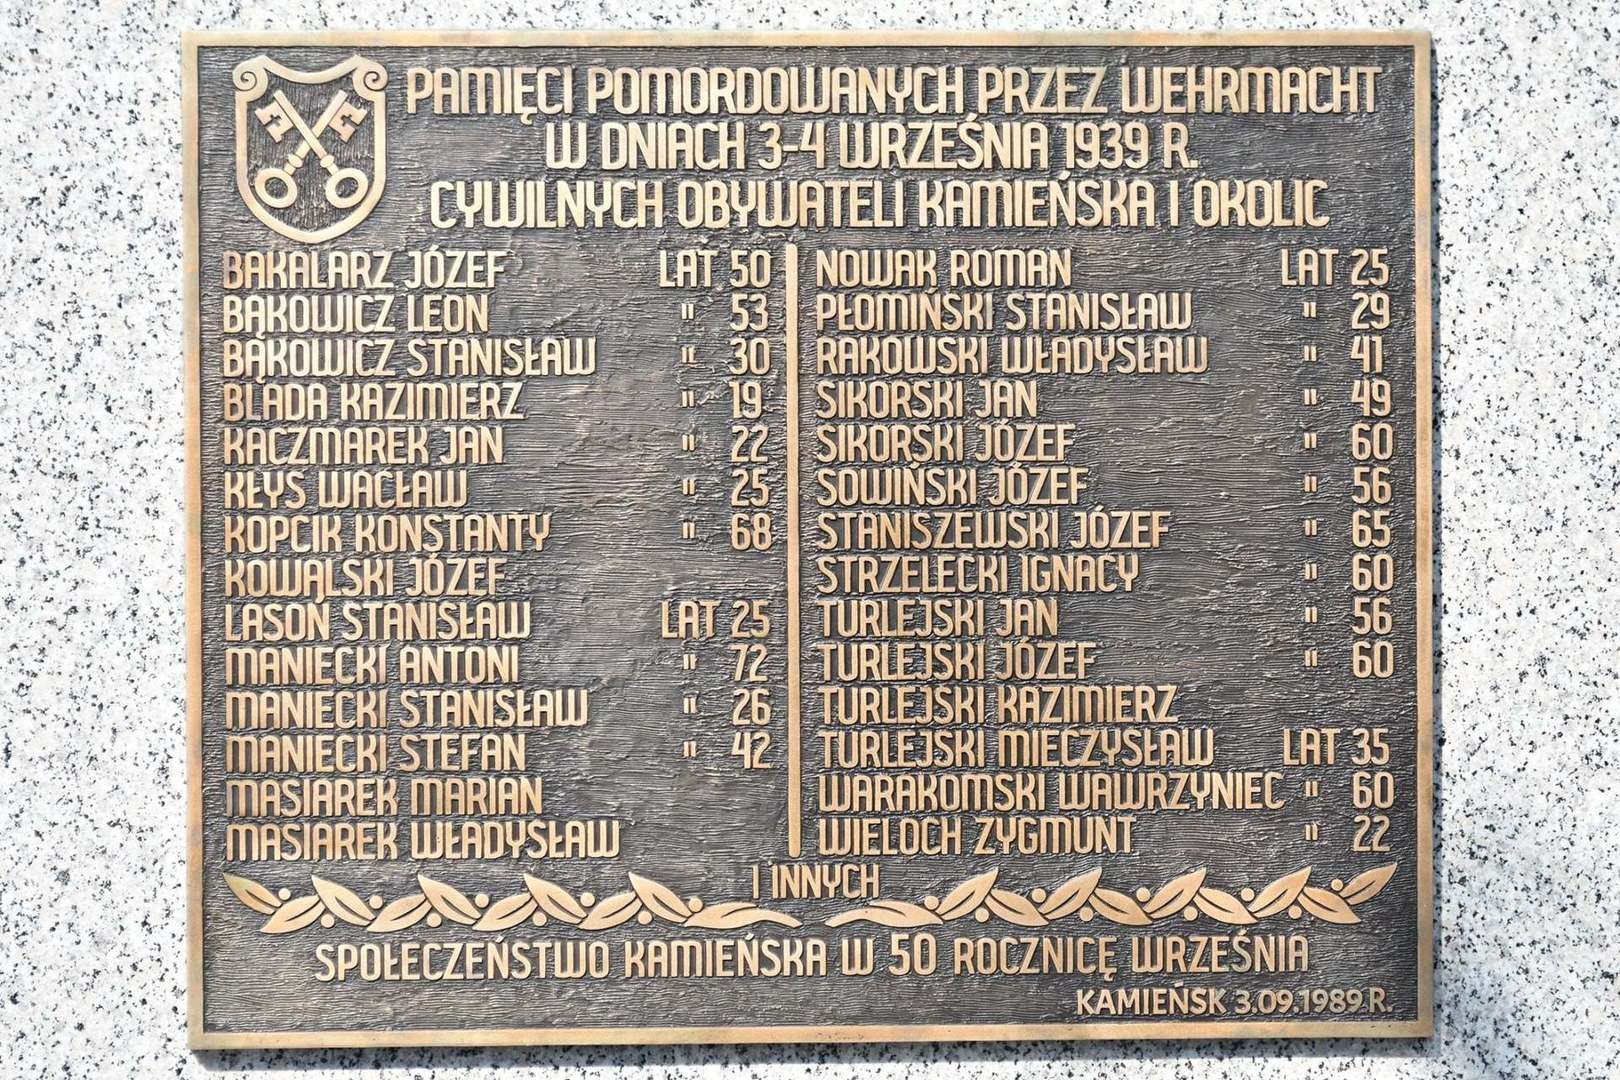 PAMIĘCI POMORDOWANYCH PRZEZ WEHRMACHT
W DNIACH 3-4 WRZEŚNIA 1939 R.
CYWILNYCH OBYWATELI KAMIEŃSKA I OKOLIC
BAKALARZ JÓZEF LAT 50
BĄKOWICZ LEON " 53
BĄKOWICZ STANISŁAW " 30
BLADA KAZIMIERZ " 19
KACZMAREK JAN " 22
KŁYS WACŁAW " 25
KOPCIK KONSTANTY " 68
KOWALSKI JÓZEF
LASOŃ STANISŁAW LAT 25
MANIECKI ANTONI " 72
MANIECKI STANISŁAW " 26
MANIECKI STEFAN " 42
MASIAREK MARIAN
MASIAREK WŁADYSŁAW
NOWAK ROMAN LAT 25
PŁOMIŃSKI STANISŁAW " 29
RAKOWSKI WŁADYSŁAW " 41
SIKORSKI JAN " 49
SIKORSKI JÓZEF " 60
SOWIŃSKI JÓZEF " 56
STANISZEWSKI JÓZEF " 65
STRZELECKI IGNACY " 60
TURLEJSKI JAN " 56
TURLEJSKI JÓZEF " 60
TURLEJSKI KAZIMIERZ
TURLEJSKI MIECZYSŁAW LAT 35
WARAKOMSKI WAWRZYNIEC " 60
WIELOCH ZYGMUNT " 22
I INNYCH
SPOŁECZEŃSTWO KAMIEŃSKA W 50 ROCZNICĘ WRZEŚNIA
KAMIEŃSK 3.09.1989.R.